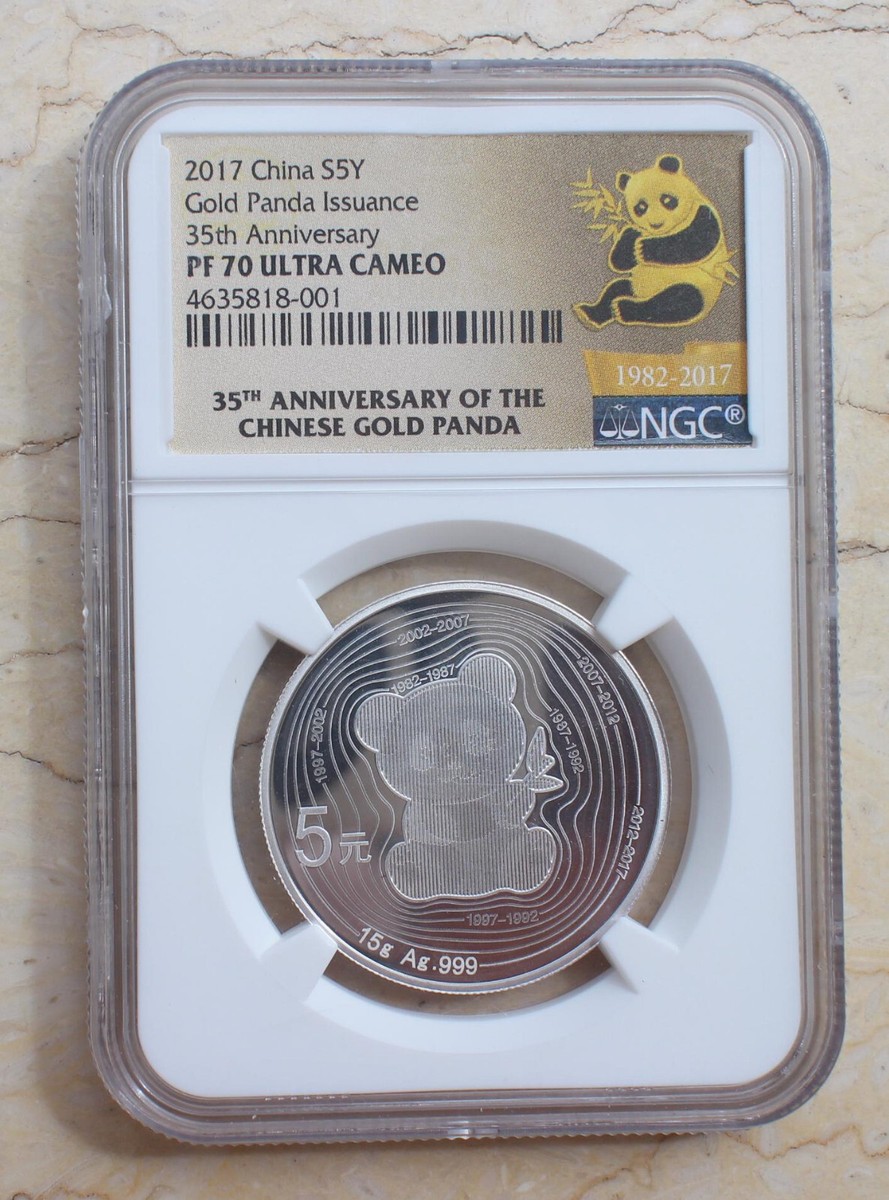 2017 China S5Y
Gold Panda Issuance
35th Anniversary
PF 70 ULTRA CAMEO
4635818-001
35TH ANNIVERSARY OF THE
CHINESE GOLD PANDA
1982-2017
NGC®
2002-2007
1982-1987
2007-2012
1987-1992
1997-2002
5元
2012-2017
1997-1992
15g Ag.999